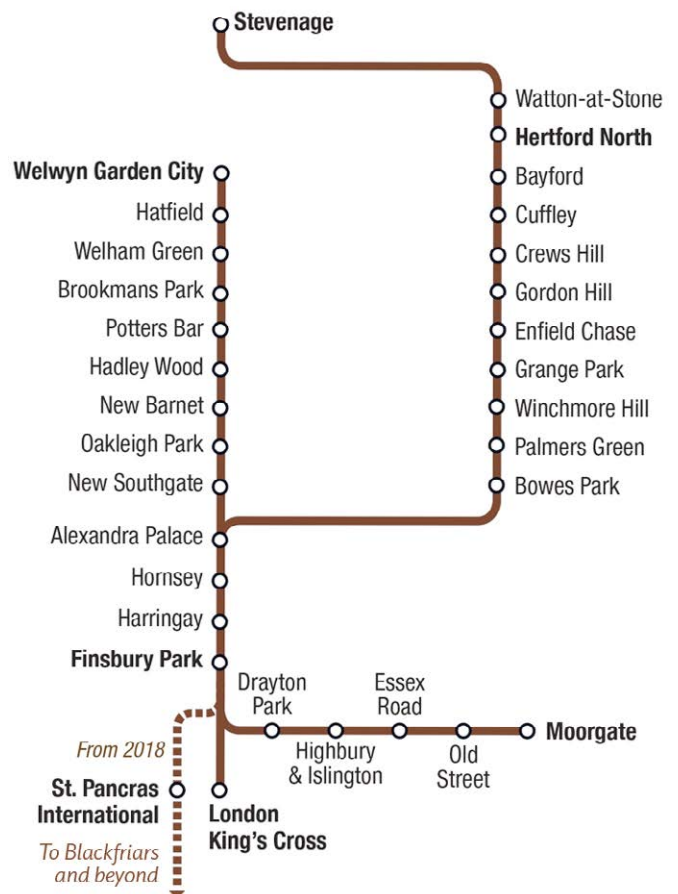 Stevenage
Watton-at-Stone
Hertford North
Bayford
Cuffley
Crews Hill
Gordon Hill
Enfield Chase
Grange Park
Winchmore Hill
Palmers Green
Bowes Park
Welwyn Garden City
Hatfield
Welham Green
Brookmans Park
Potters Bar
Hadley Wood
New Barnet
Oakleigh Park
New Southgate
Alexandra Palace
Hornsey
Harringay
Finsbury Park
Drayton
Park
Highbury
& Islington
Essex
Road
Old
Street
Moorgate
From 2018
St. Pancras
International
London
King's Cross
To Blackfriars
and beyond